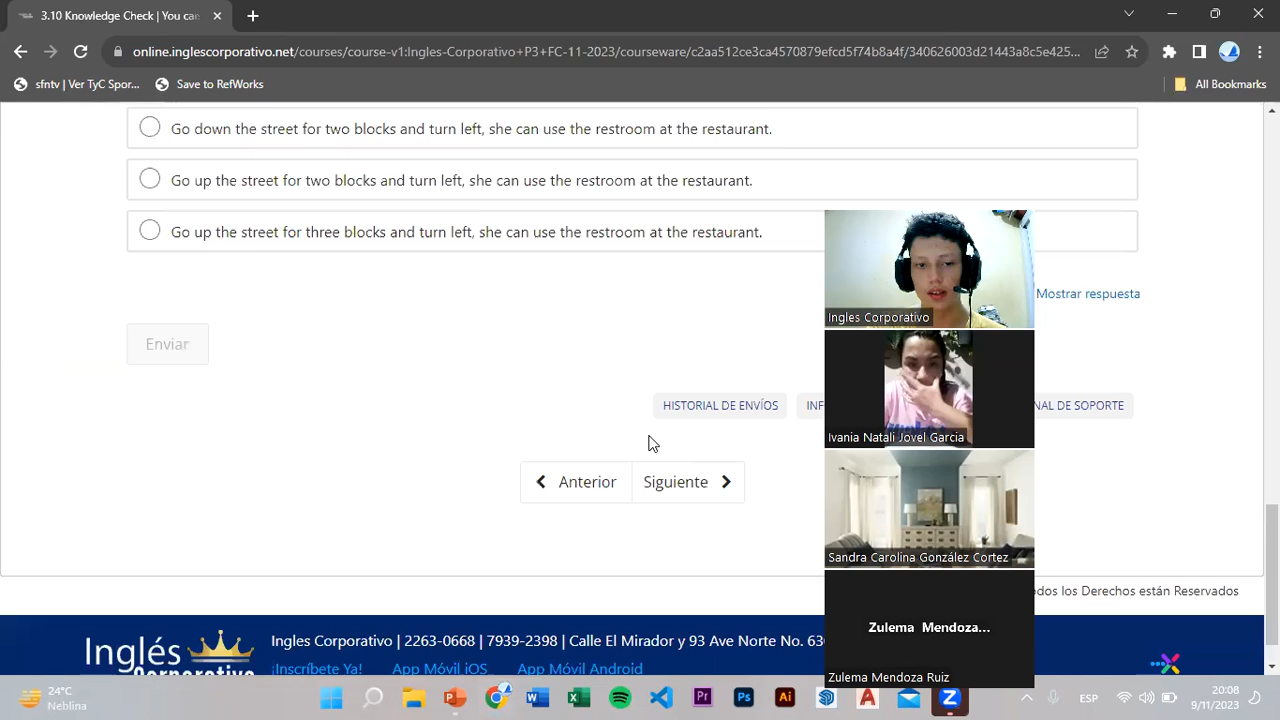 3.10 Knowledge Check | You can
online.inglescorporativo.net/courses/course-v1:Ingles-Corporativo+P3+FC-11-2023/courseware/c2aa512ce3ca4570879efcd5f74b8a4f/340626003d21443a8c5e425...
sfntv | Ver TyC Spor...
Save to RefWorks
All Bookmarks
Go down the street for two blocks and turn left, she can use the restroom at the restaurant.
Go up the street for two blocks and turn left, she can use the restroom at the restaurant.
Go up the street for three blocks and turn left, she can use the restroom at the restaurant.
Mostrar respuesta
Enviar
HISTORIAL DE ENVÍOS
INF
NAL DE SOPORTE
Anterior
Siguiente
Ingles Corporativo
Ivania Natali Jovel Garcia
Sandra Carolina González Cortez
Zulema Mendoza...
Zulema Mendoza Ruiz
odos los Derechos están Reservados
Inglés
corporativo
Ingles Corporativo | 2263-0668 | 7939-2398 | Calle El Mirador y 93 Ave Norte No. 63
¡Inscríbete Ya!
App Móvil iOS
App Móvil Android
24°C
Neblina
ESP
20:08
9/11/2023